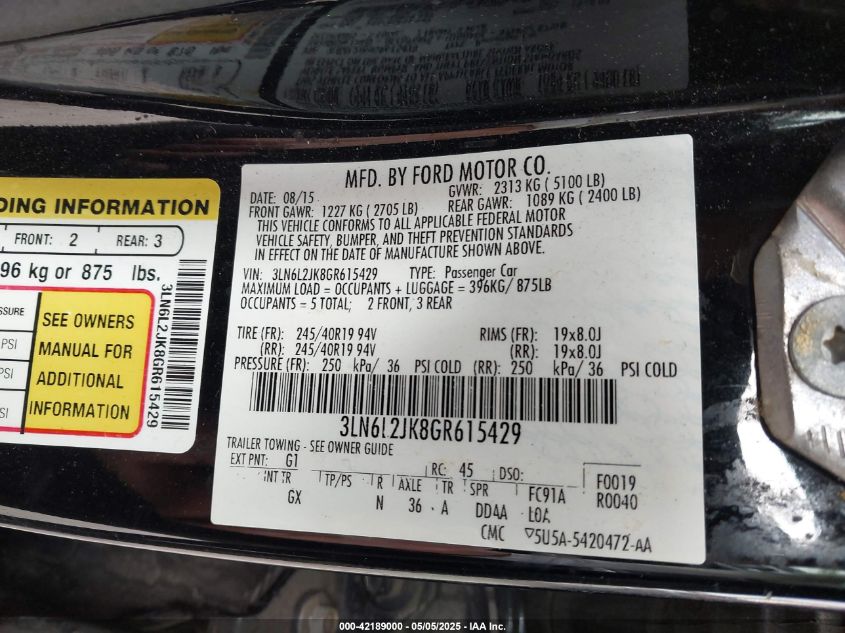 DING INFORMATION
FRONT: 2 REAR: 3
96 kg or 875 lbs.
SSURE
PSI
PSI
PSI
SEE OWNERS
MANUAL FOR
ADDITIONAL
INFORMATION
3LN6L2JK8GR615429
MFD. BY FORD MOTOR CO.
DATE: 08/15 GVWR: 2313 KG ( 5100 LB)
FRONT GAWR: 1227 KG ( 2705 LB) REAR GAWR: 1089 KG ( 2400 LB)
THIS VEHICLE CONFORMS TO ALL APPLICABLE FEDERAL MOTOR
VEHICLE SAFETY, BUMPER, AND THEFT PREVENTION STANDARDS
IN EFFECT ON THE DATE OF MANUFACTURE SHOWN ABOVE.
VIN: 3LN6L2JK8GR615429 TYPE: Passenger Car
MAXIMUM LOAD = OCCUPANTS + LUGGAGE = 396KG/ 875LB
OCCUPANTS = 5 TOTAL; 2 FRONT, 3 REAR
TIRE (FR): 245/40R19 94V RIMS (FR): 19x8.0J
(RR): 245/40R19 94V (RR): 19x8.0J
PRESSURE (FR): 250 kPa/ 36 PSI COLD (RR): 250 kPa/ 36 PSI COLD
3LN6L2JK8GR615429
TRAILER TOWING - SEE OWNER GUIDE
EXT PNT: G1 RC: 45 DSO: F0019
INT TR TP/PS R AXLE TR SPR FC91A R0040
GX N 36 A DD4A LOA
CMC 5U5A-5420472-AA
000-42189000 - 05/05/2025 - IAA Inc.